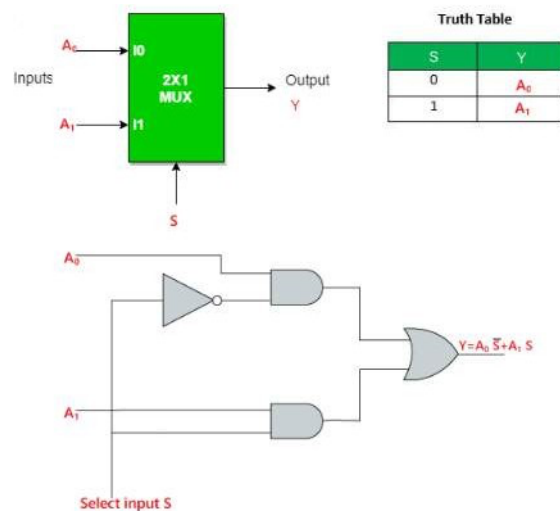 Truth Table
A₀
I0
Inputs
2X1
MUX
Output
Y
A₁
I1
S
S Y
0 A₀
1 A₁
A₀
A₁
Y=A₀ S̅+A₁ S
Select input S